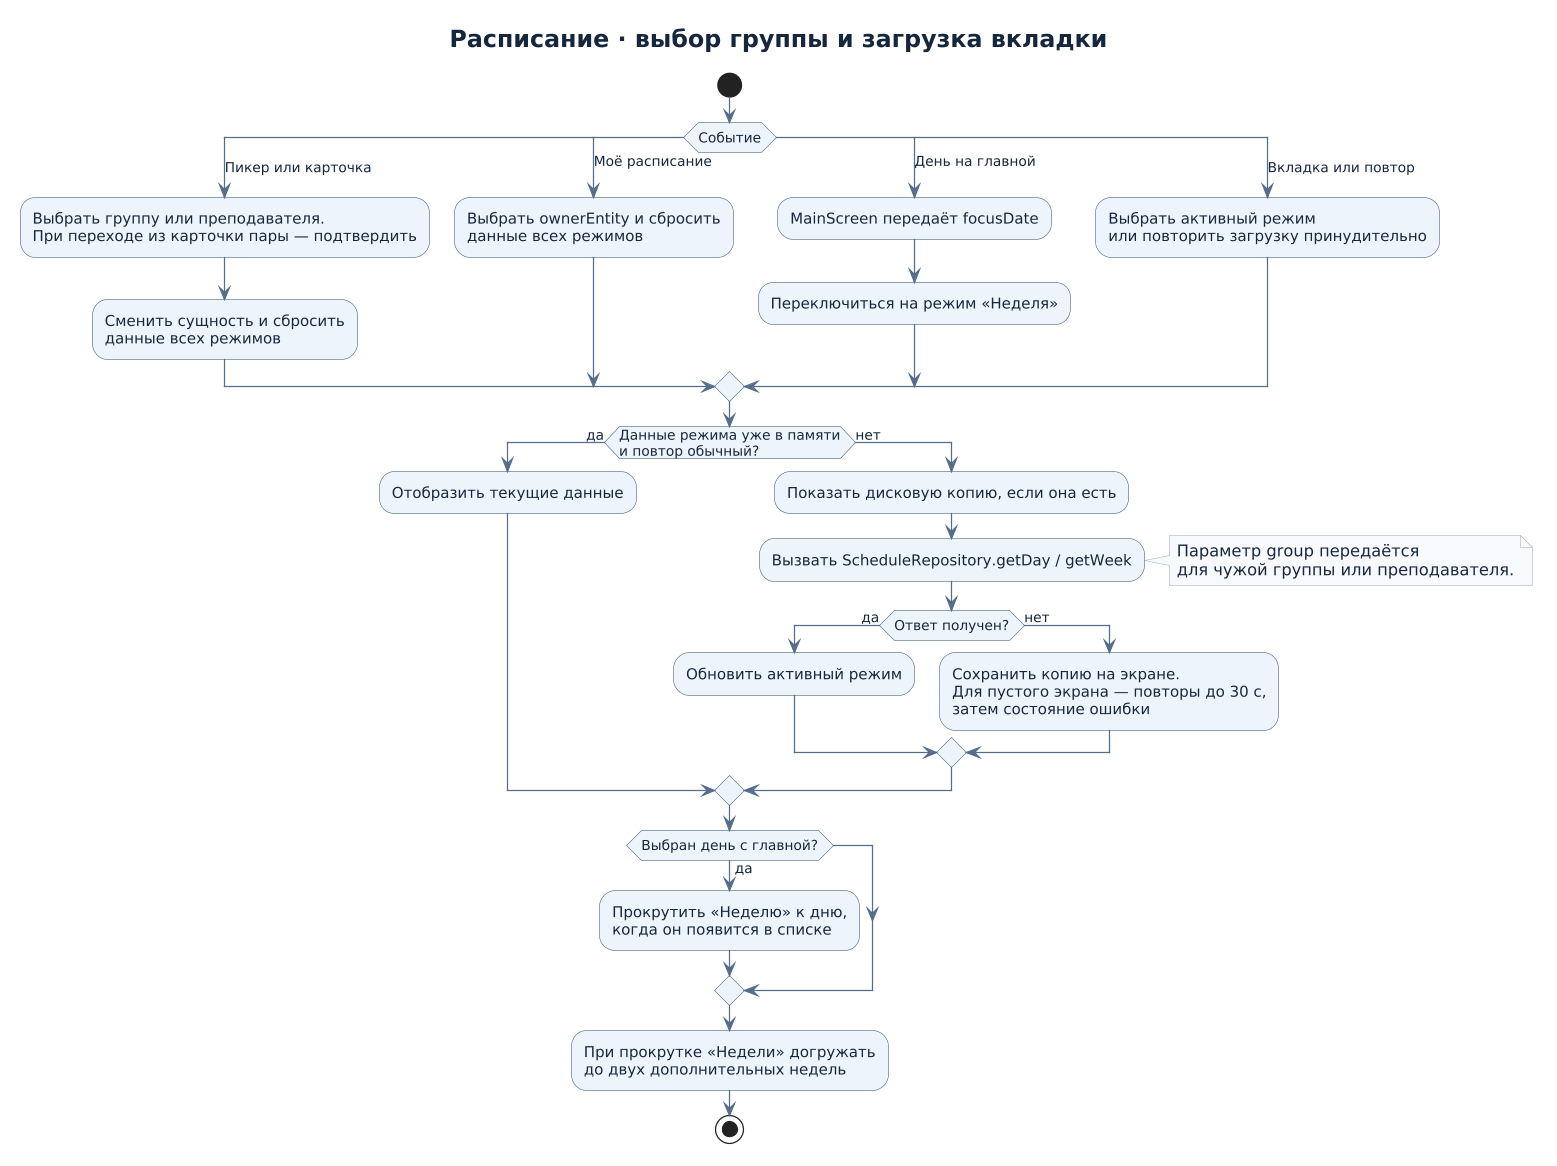 Расписание · выбор группы и загрузка вкладки
Событие
Пикер или карточка
Моё расписание
День на главной
Вкладка или повтор
Выбрать группу или преподавателя.
При переходе из карточки пары — подтвердить
Выбрать ownerEntity и сбросить
данные всех режимов
MainScreen передаёт focusDate
Выбрать активный режим
или повторить загрузку принудительно
Сменить сущность и сбросить
данные всех режимов
Переключиться на режим «Неделя»
да
Данные режима уже в памяти
и повтор обычный?
нет
Отобразить текущие данные
Показать дисковую копию, если она есть
Вызвать ScheduleRepository.getDay / getWeek
Параметр group передаётся
для чужой группы или преподавателя.
да
Ответ получен?
нет
Обновить активный режим
Сохранить копию на экране.
Для пустого экрана — повторы до 30 с,
затем состояние ошибки
Выбран день с главной?
да
Прокрутить «Неделю» к дню,
когда он появится в списке
При прокрутке «Недели» догружать
до двух дополнительных недель